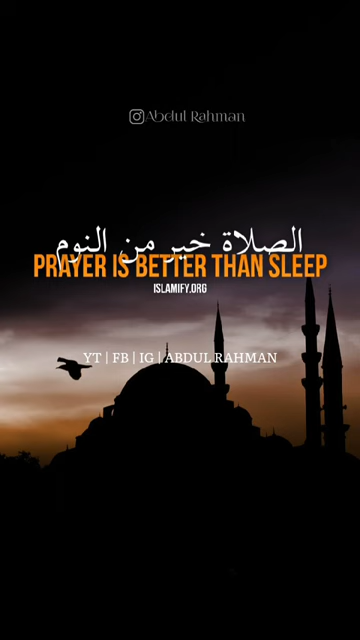 Abdul Rahman
الصلاة خير من النوم
PRAYER IS BETTER THAN SLEEP
ISLAMIFY.ORG
YT | FB | IG | ABDUL RAHMAN